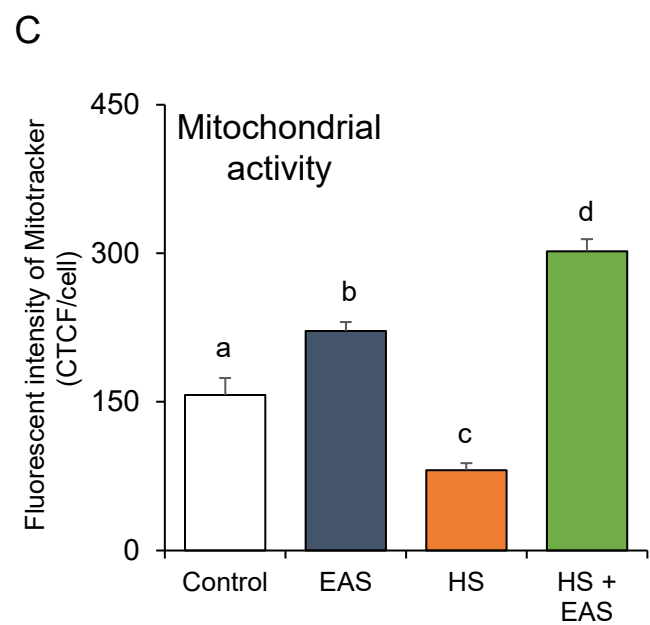 C
Mitochondrial
activity
Fluorescent intensity of Mitotracker
(CTCF/cell)
450
300
150
0
a
b
c
d
Control
EAS
HS
HS +
EAS